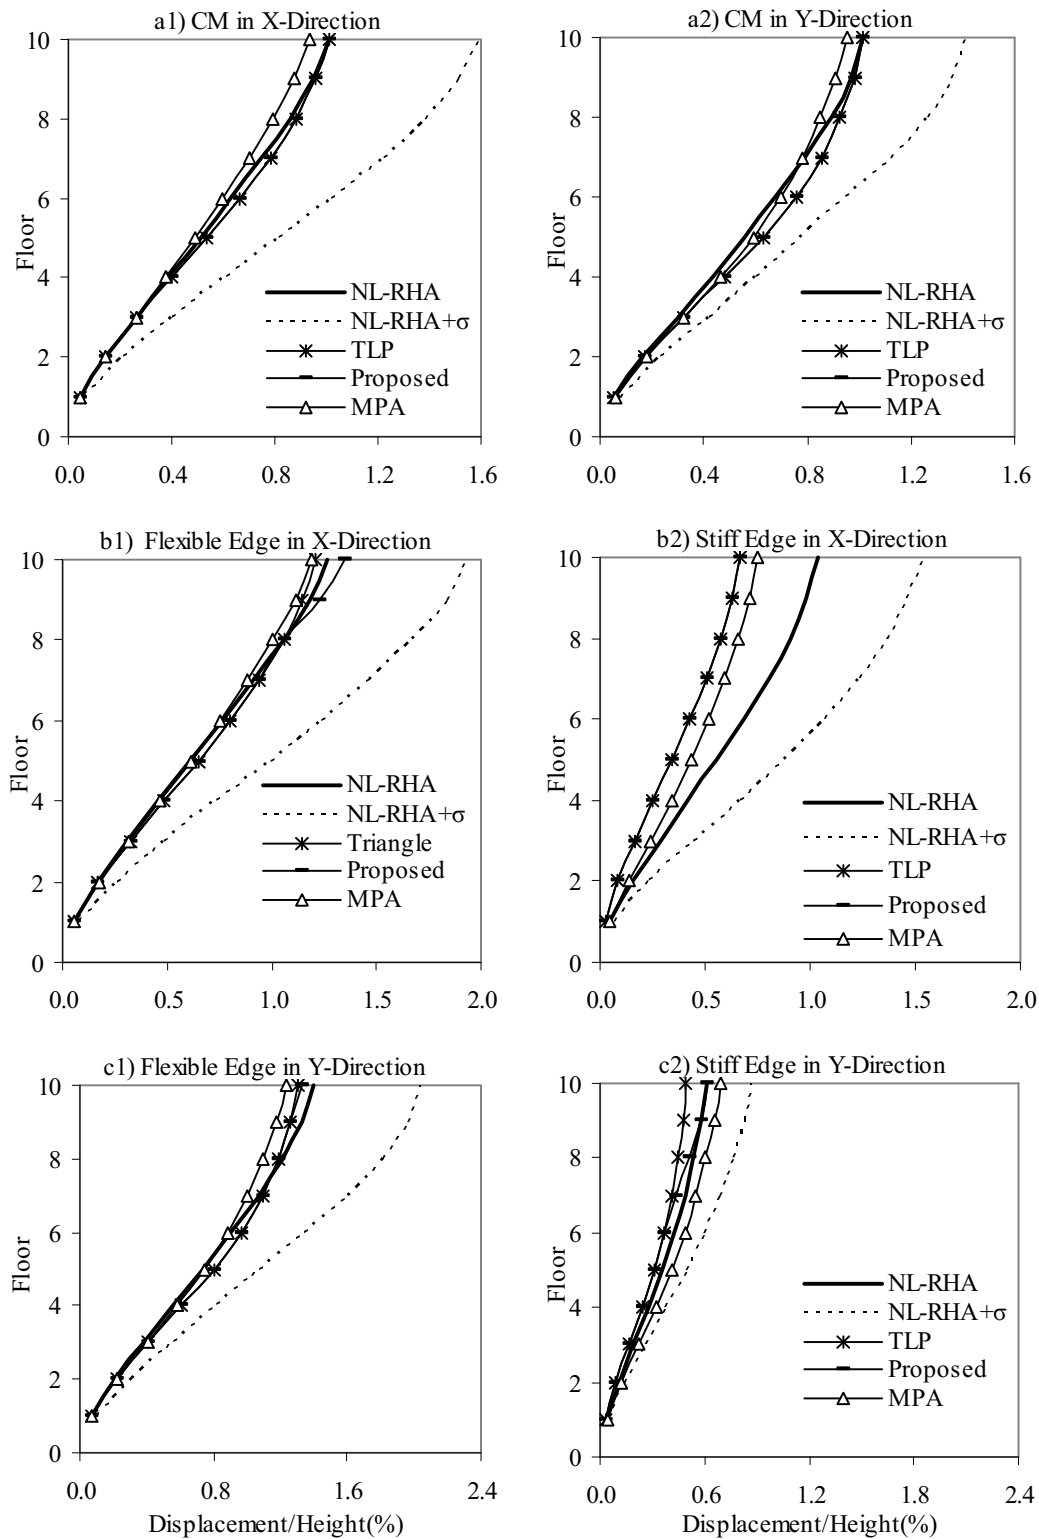 a1) CM in X-Direction
10
8
6
4
2
0
Floor
NL-RHA
NL-RHA+σ
TLP
Proposed
MPA
0.0 0.4 0.8 1.2 1.6
a2) CM in Y-Direction
10
8
6
4
2
0
Floor
NL-RHA
NL-RHA+σ
TLP
Proposed
MPA
0.0 0.4 0.8 1.2 1.6
b1) Flexible Edge in X-Direction
10
8
6
4
2
0
Floor
NL-RHA
NL-RHA+σ
Triangle
Proposed
MPA
0.0 0.5 1.0 1.5 2.0
b2) Stiff Edge in X-Direction
10
8
6
4
2
0
Floor
NL-RHA
NL-RHA+σ
TLP
Proposed
MPA
0.0 0.5 1.0 1.5 2.0
c1) Flexible Edge in Y-Direction
10
8
6
4
2
0
Floor
0.0 0.8 1.6 2.4
Displacement/Height(%)
c2) Stiff Edge in Y-Direction
10
8
6
4
2
0
Floor
NL-RHA
NL-RHA+σ
TLP
Proposed
MPA
0.0 0.6 1.2 1.8 2.4
Displacement/Height(%)